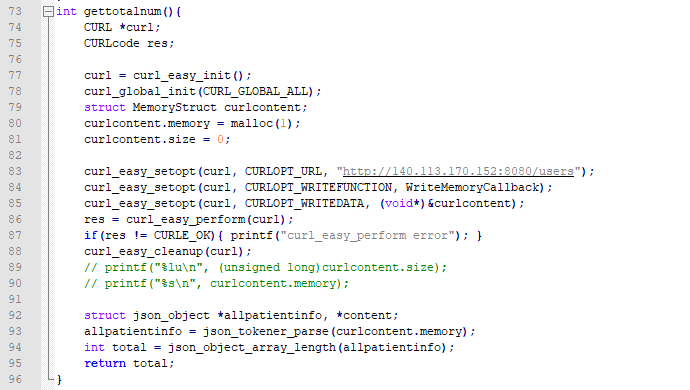 73 int gettotalnum(){
74 CURL *curl;
75 CURLcode res;
76
77 curl = curl_easy_init();
78 curl_global_init(CURL_GLOBAL_ALL);
79 struct MemoryStruct curlcontent;
80 curlcontent.memory = malloc(1);
81 curlcontent.size = 0;
82
83 curl_easy_setopt(curl, CURLOPT_URL, "http://140.113.170.152:8080/users");
84 curl_easy_setopt(curl, CURLOPT_WRITEFUNCTION, WriteMemoryCallback);
85 curl_easy_setopt(curl, CURLOPT_WRITEDATA, (void*)&curlcontent);
86 res = curl_easy_perform(curl);
87 if(res != CURLE_OK){ printf("curl_easy_perform error"); }
88 curl_easy_cleanup(curl);
89 // printf("%lu\n", (unsigned long)curlcontent.size);
90 // printf("%s\n", curlcontent.memory);
91
92 struct json_object *allpatientinfo, *content;
93 allpatientinfo = json_tokener_parse(curlcontent.memory);
94 int total = json_object_array_length(allpatientinfo);
95 return total;
96 }